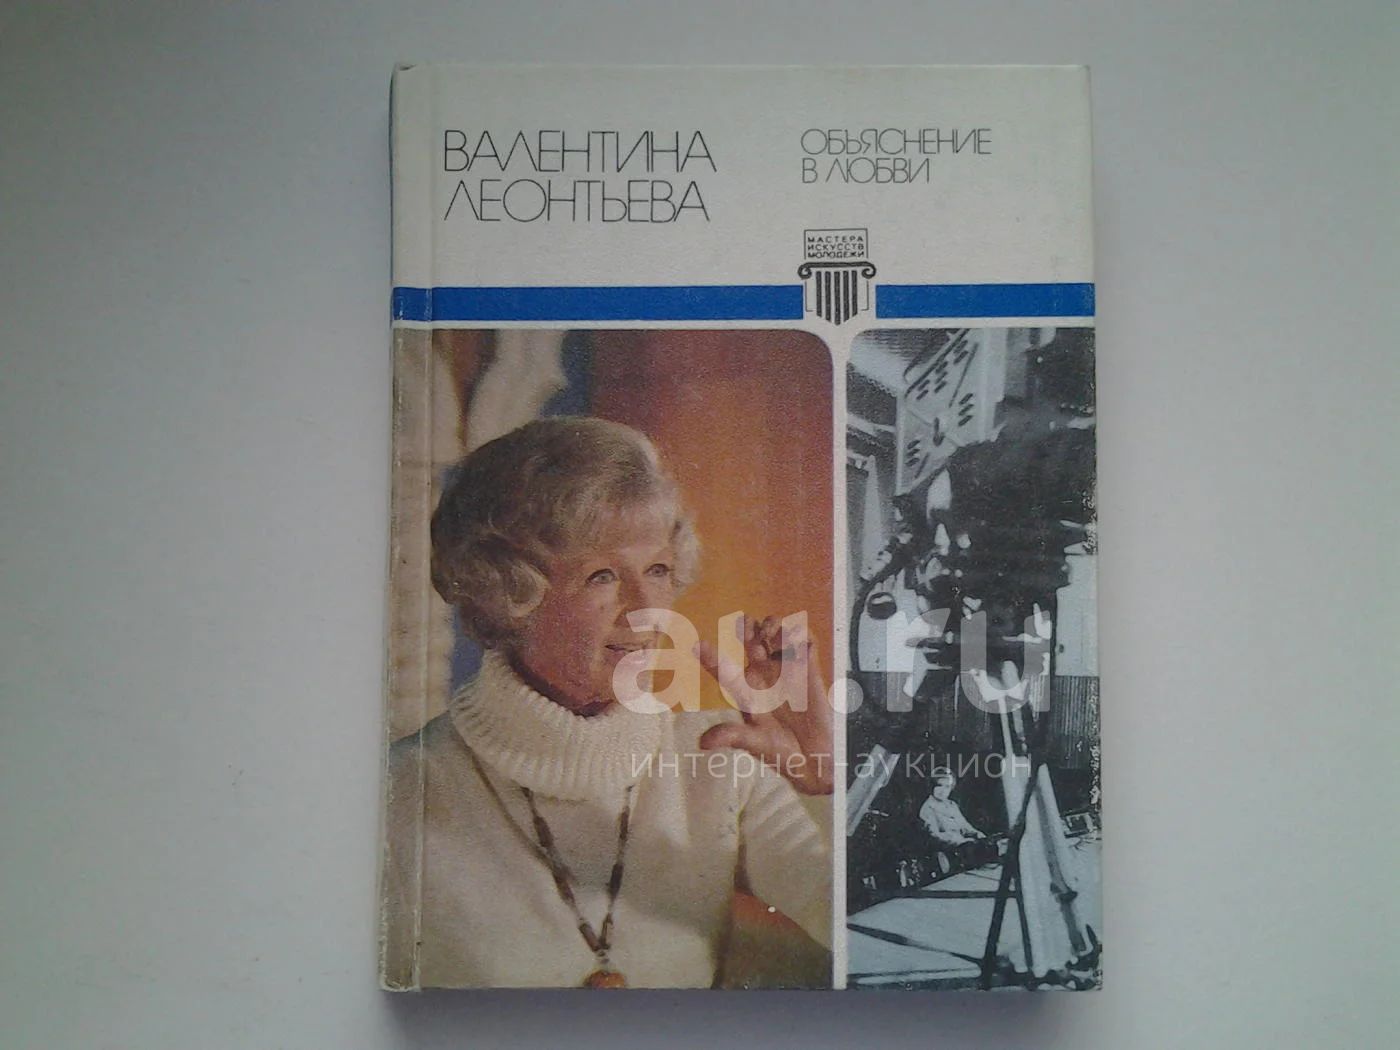 ВАЛЕНТИНА
ЛЕОНТЬЕВА
ОБЪЯСНЕНИЕ
В ЛЮБВИ
МАСТЕРА
ИСКУССТВ
МОЛОДЕЖИ
au.ru
интернет-аукцион